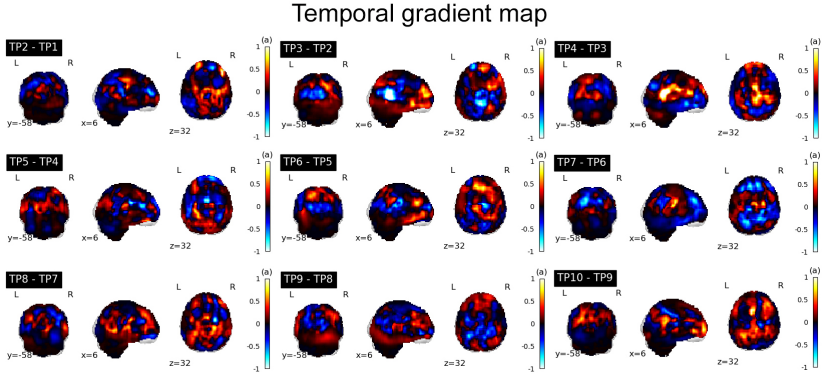 Temporal gradient map
TP2 - TP1
L R
y=-58 x=6 z=32
(a)
1
0.5
0
-0.5
-1
TP3 - TP2
L R
y=-58 x=6 z=32
(a)
1
0.5
0
-0.5
-1
TP4 - TP3
L R
y=-58 x=6 z=32
(a)
1
0.5
0
-0.5
-1
TP5 - TP4
L R
y=-58 x=6 z=32
(a)
1
0.5
0
-0.5
-1
TP6 - TP5
L R
y=-58 x=6 z=32
(a)
1
0.5
0
-0.5
-1
TP7 - TP6
L R
y=-58 x=6 z=32
(a)
1
0.5
0
-0.5
-1
TP8 - TP7
L R
y=-58 x=6 z=32
(a)
1
0.5
0
-0.5
-1
TP9 - TP8
L R
y=-58 x=6 z=32
(a)
1
0.5
0
-0.5
-1
TP10 - TP9
L R
y=-58 x=6 z=32
(a)
1
0.5
0
-0.5
-1